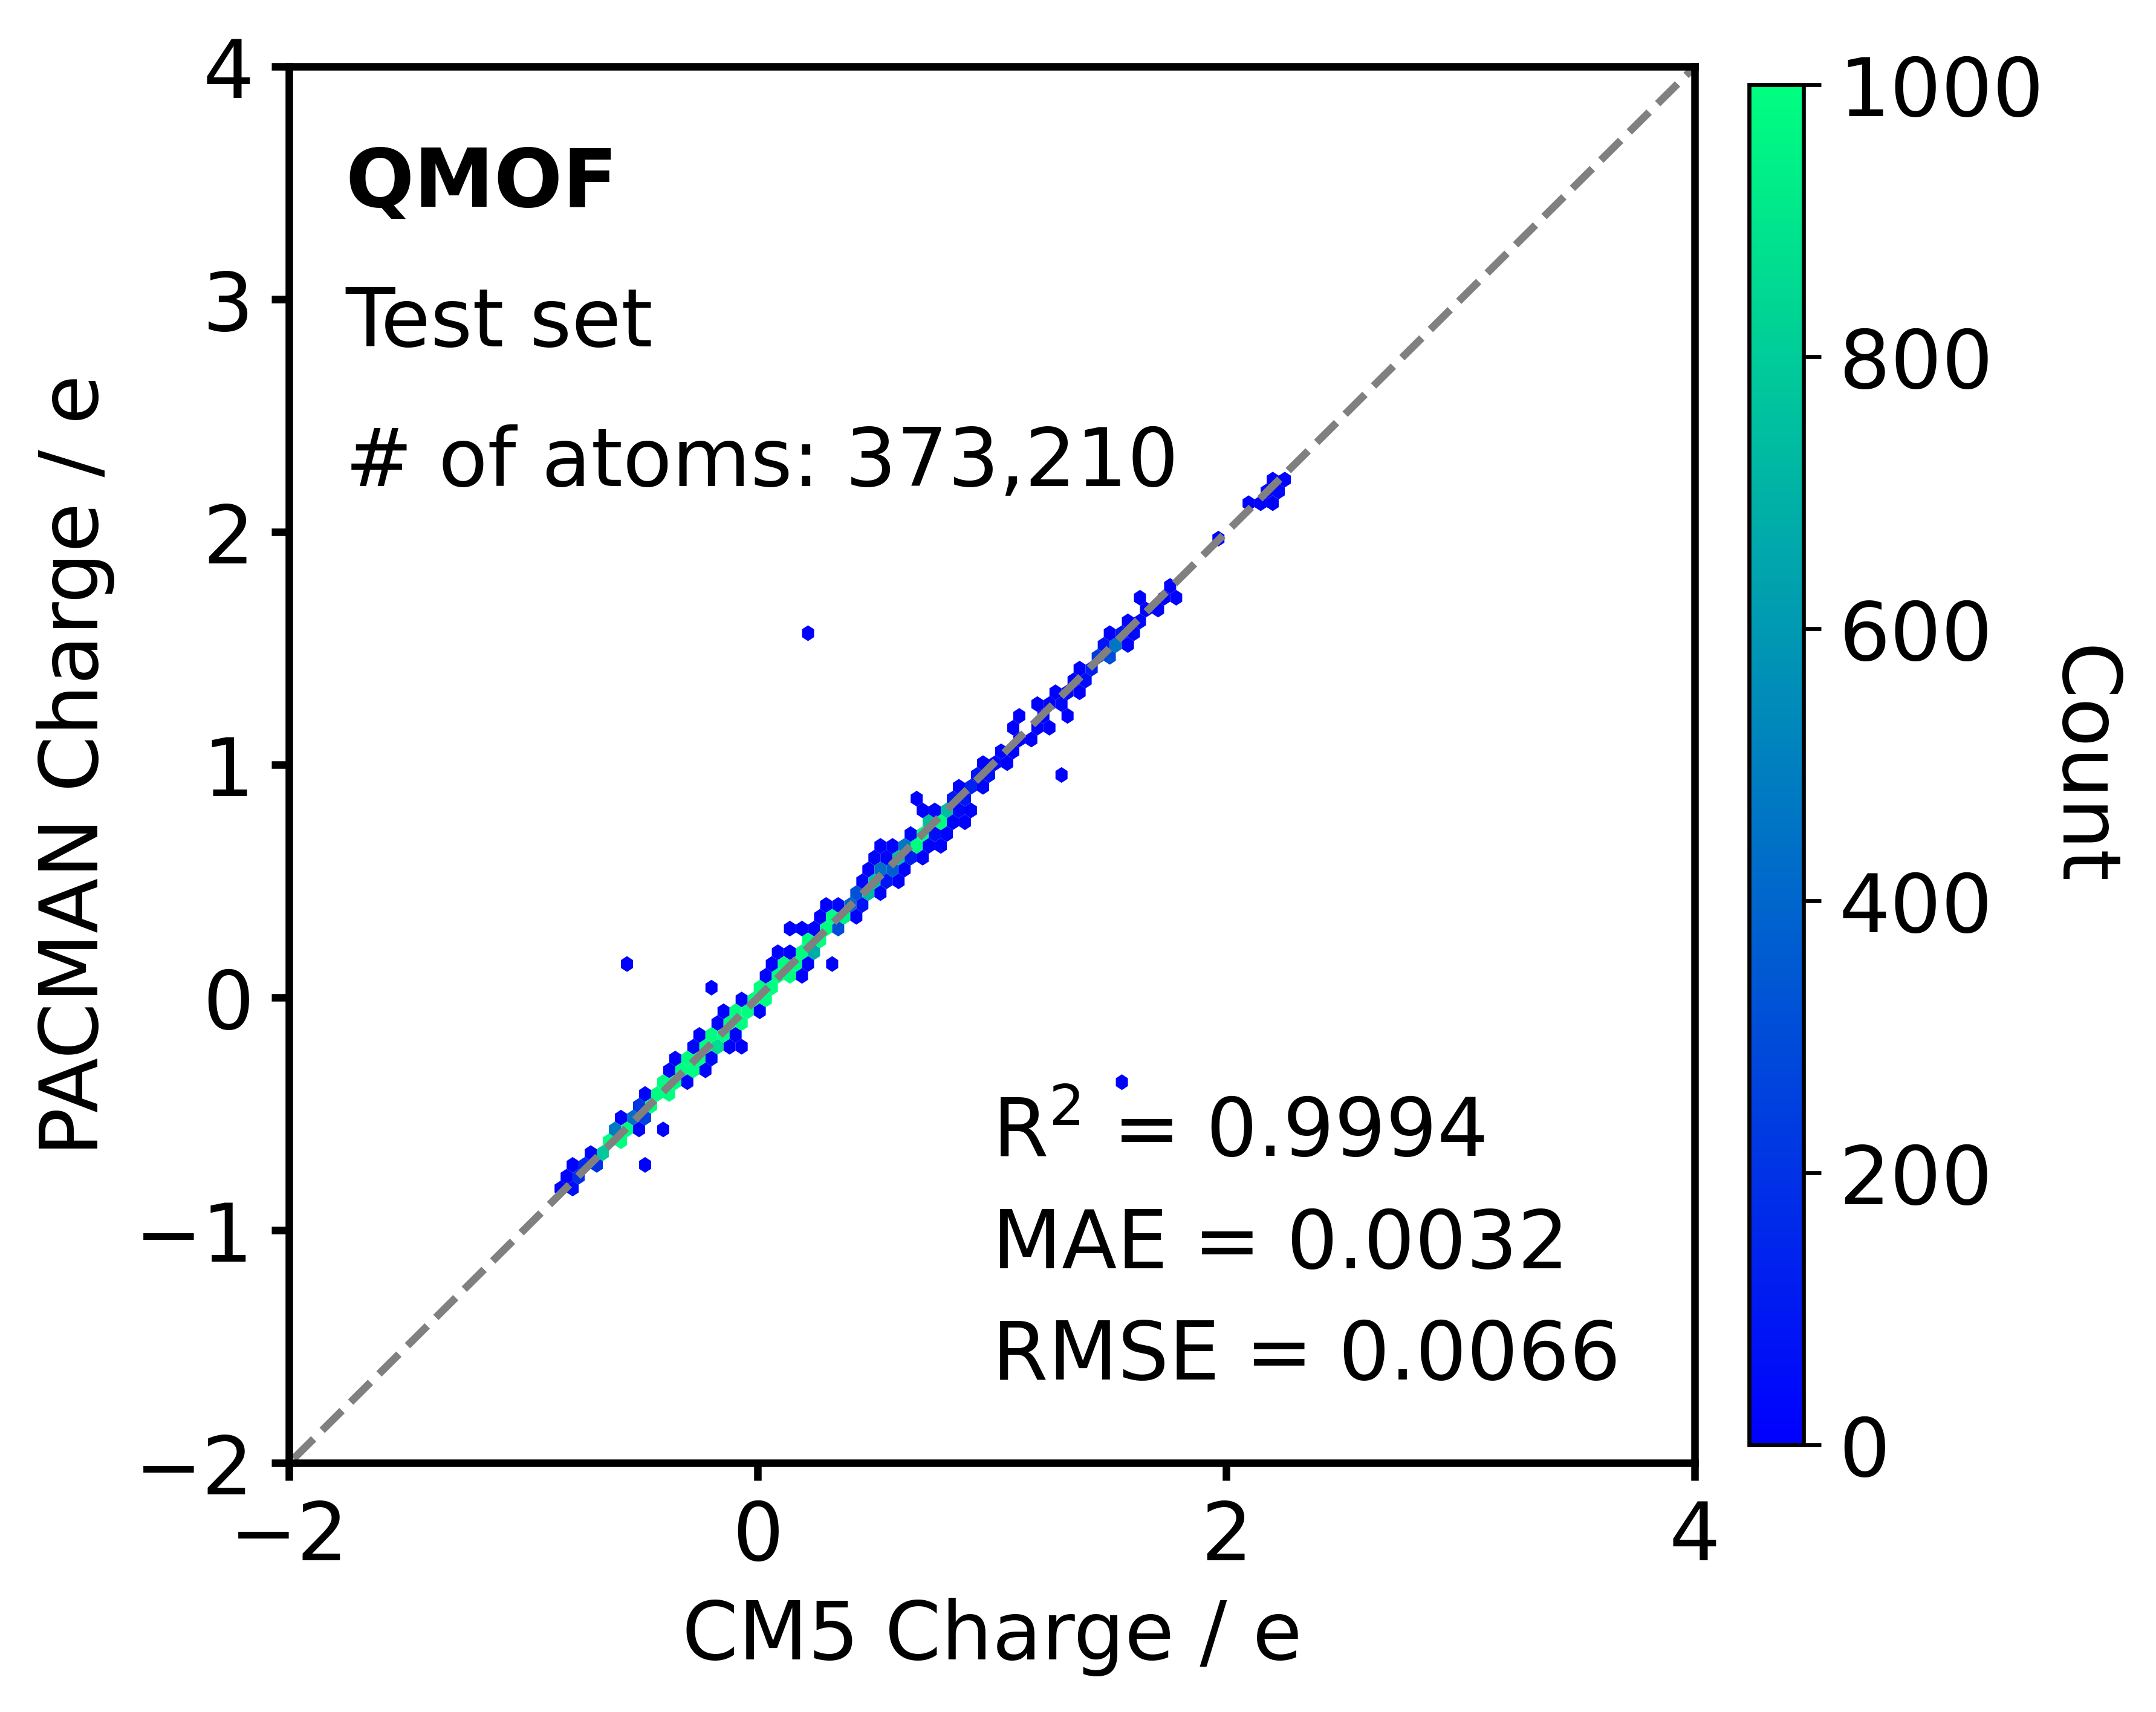 QMOF
Test set
# of atoms: 373,210
R² = 0.9994
MAE = 0.0032
RMSE = 0.0066
PACMAN Charge / e
4
3
2
1
0
−1
−2
−2 0 2 4
CM5 Charge / e
1000
800
600
400
200
0
Count